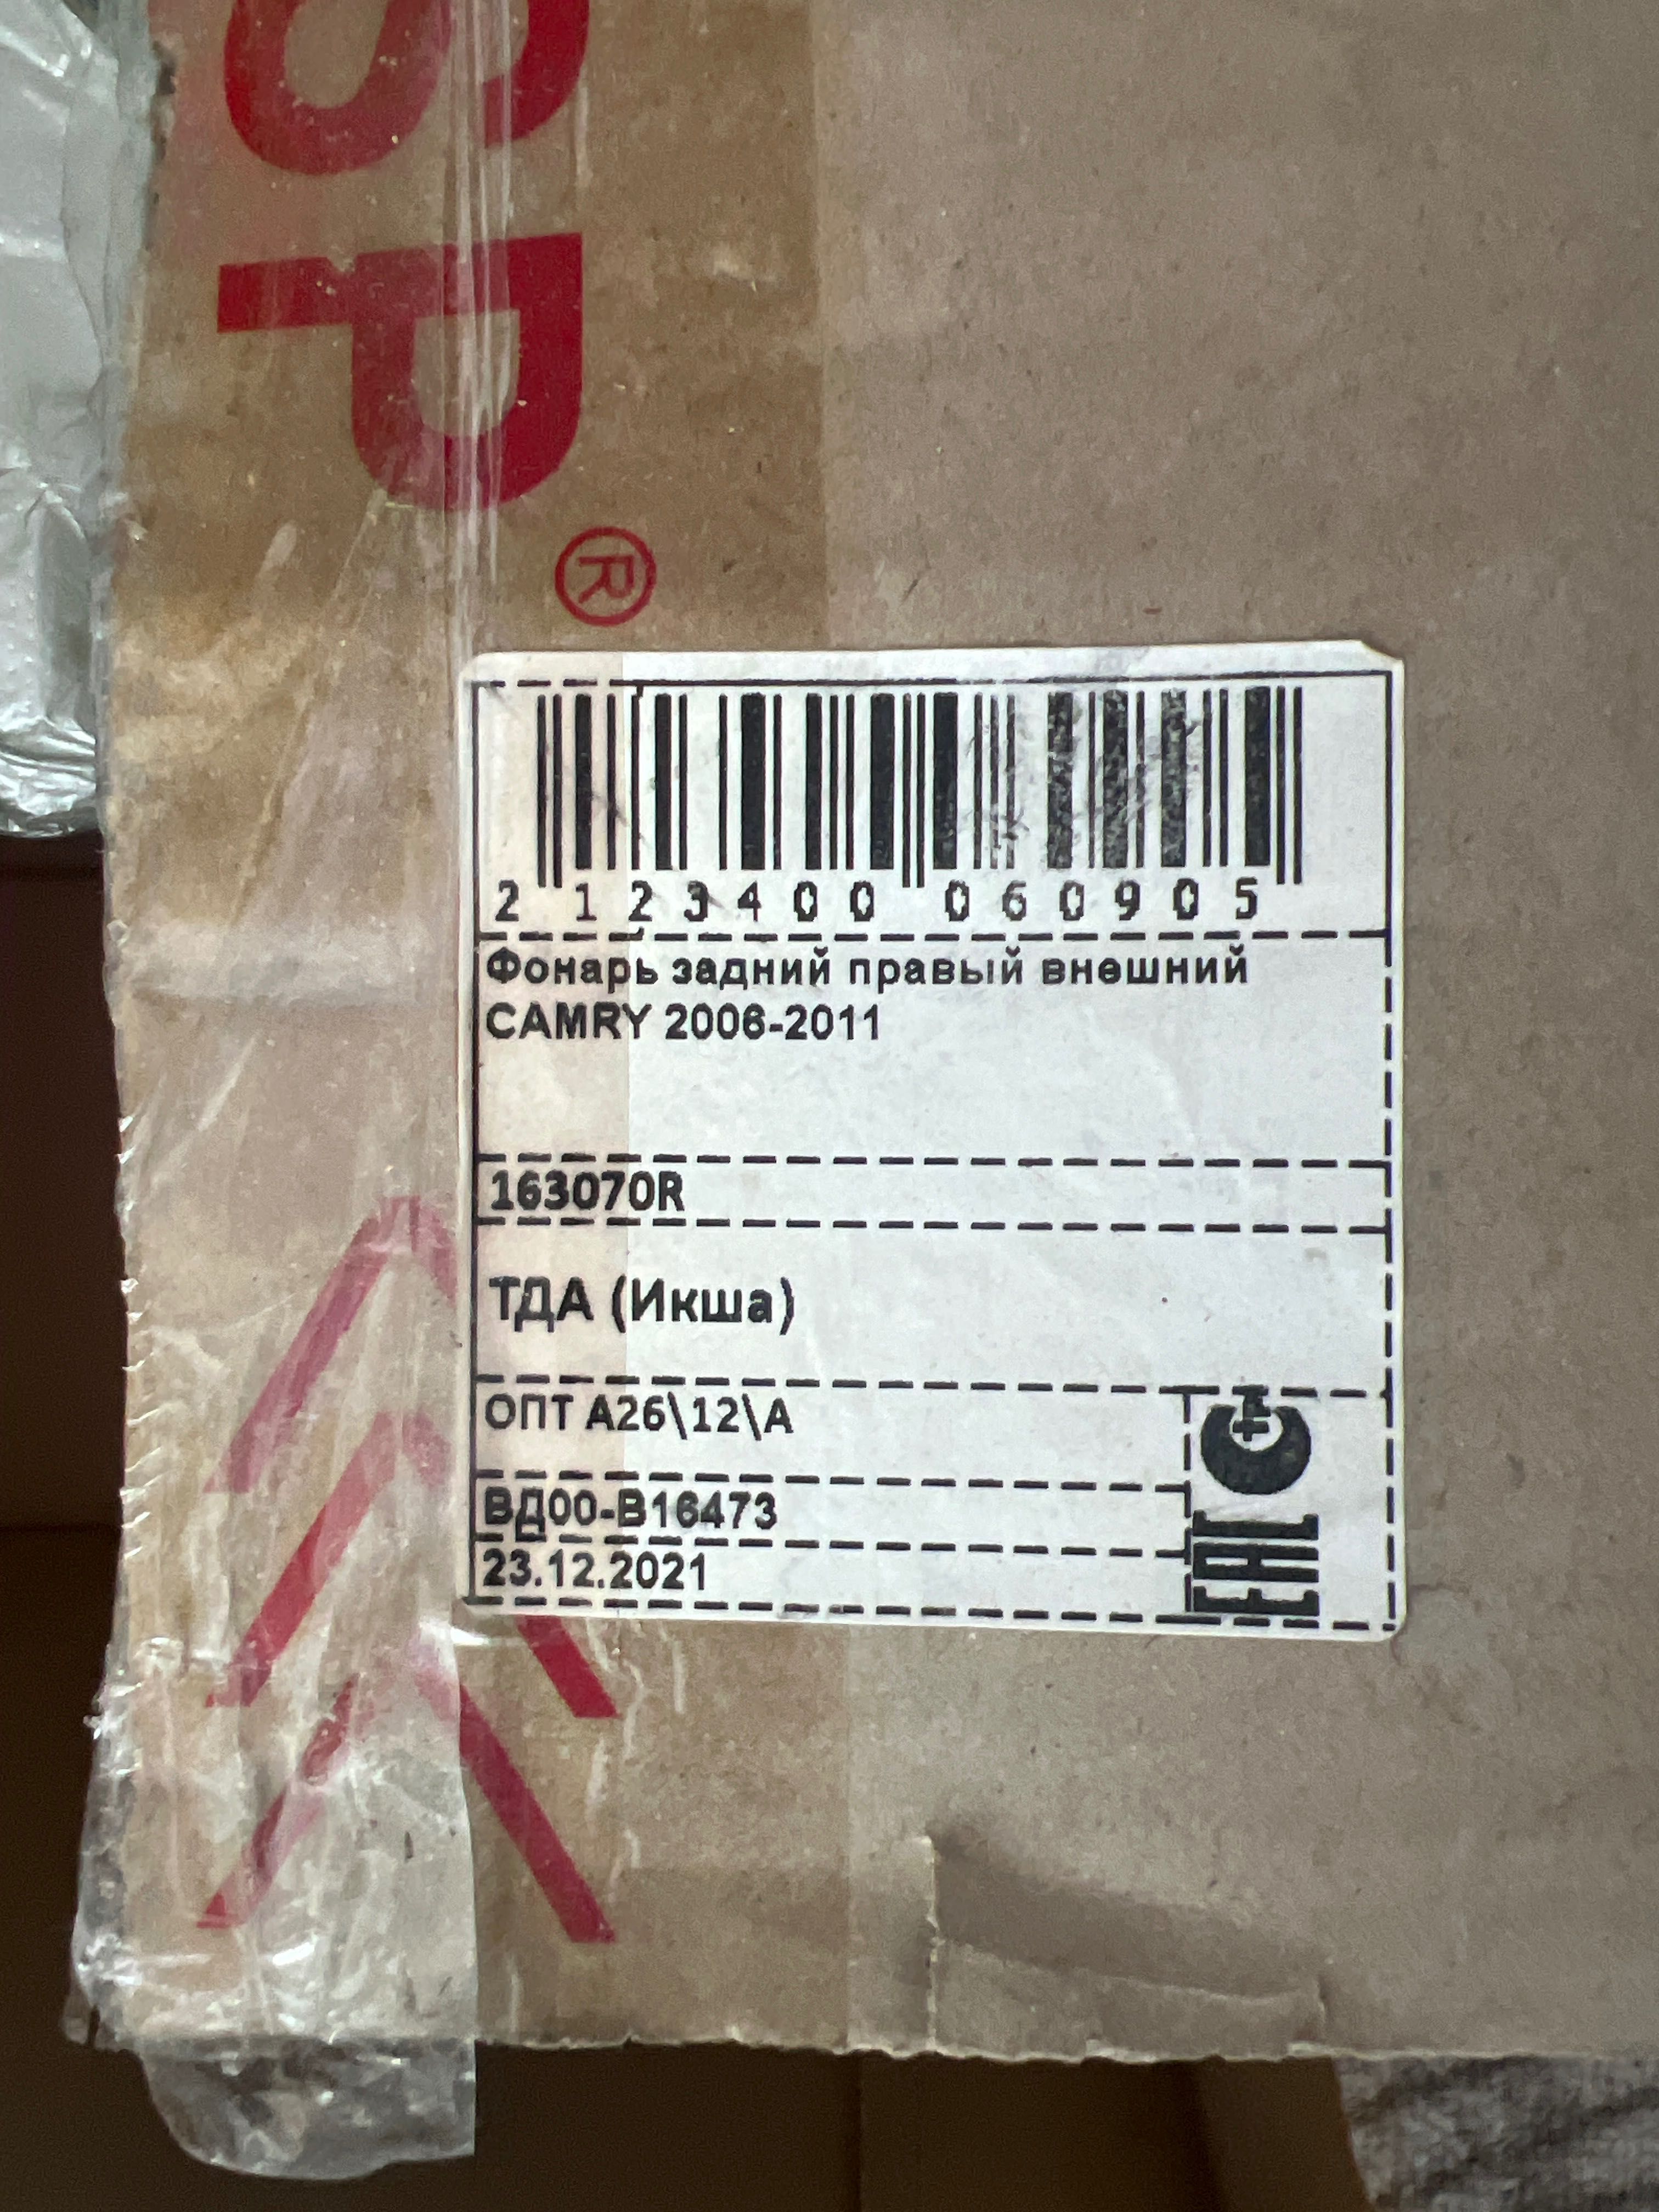 SP®
2 123400 060905
Фонарь задний правый внешний
CAMRY 2006-2011
163070R
ТДА (Икша)
ОПТ А26\12\А
ВД00-В16473
23.12.2021
EAC